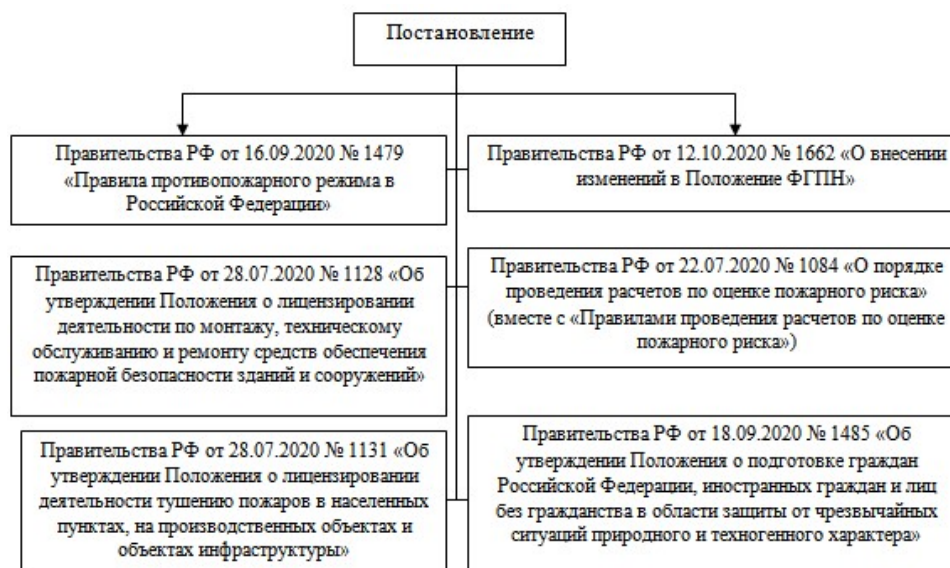 Постановление
Правительства РФ от 16.09.2020 № 1479
«Правила противопожарного режима в
Российской Федерации»
Правительства РФ от 12.10.2020 № 1662 «О внесении
изменений в Положение ФГПН»
Правительства РФ от 28.07.2020 № 1128 «Об
утверждении Положения о лицензировании
деятельности по монтажу, техническому
обслуживанию и ремонту средств обеспечения
пожарной безопасности зданий и сооружений»
Правительства РФ от 22.07.2020 № 1084 «О порядке
проведения расчетов по оценке пожарного риска»
(вместе с «Правилами проведения расчетов по оценке
пожарного риска»)
Правительства РФ от 28.07.2020 № 1131 «Об
утверждении Положения о лицензировании
деятельности тушению пожаров в населенных
пунктах, на производственных объектах и
объектах инфраструктуры»
Правительства РФ от 18.09.2020 № 1485 «Об
утверждении Положения о подготовке граждан
Российской Федерации, иностранных граждан и лиц
без гражданства в области защиты от чрезвычайных
ситуаций природного и техногенного характера»